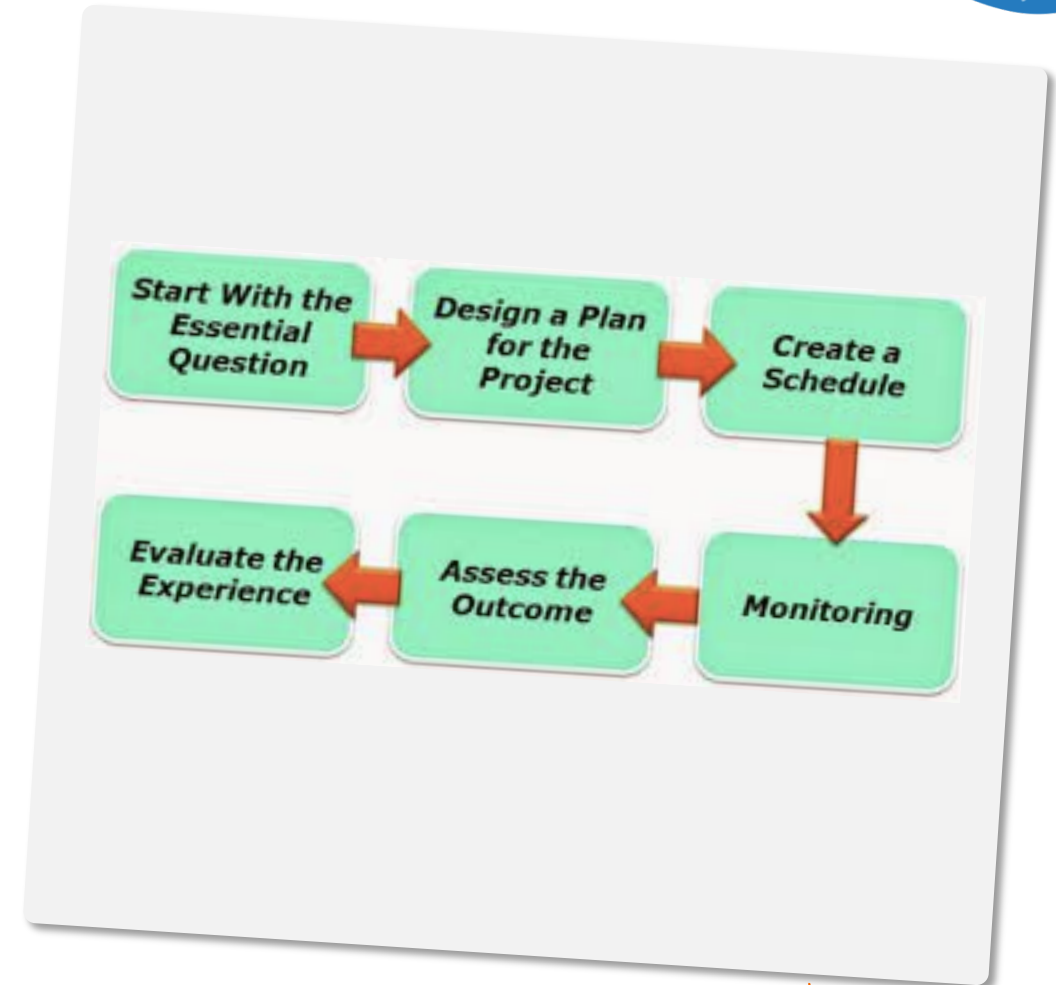 Start With the
Essential
Question
Design a Plan
for the
Project
Create a
Schedule
Monitoring
Assess the
Outcome
Evaluate the
Experience